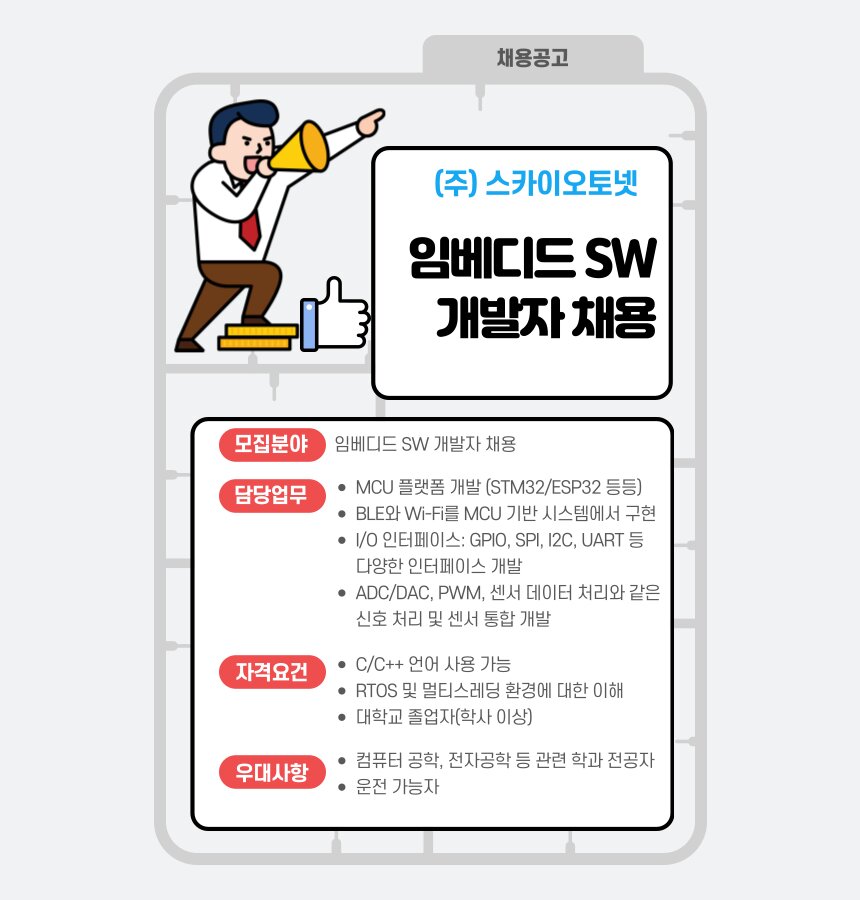 채용공고
(주) 스카이오토넷
임베디드 SW
개발자 채용
모집분야 임베디드 SW 개발자 채용
담당업무
• MCU 플랫폼 개발 (STM32/ESP32 등등)
• BLE와 Wi-Fi를 MCU 기반 시스템에서 구현
• I/O 인터페이스: GPIO, SPI, I2C, UART 등
다양한 인터페이스 개발
• ADC/DAC, PWM, 센서 데이터 처리와 같은
신호 처리 및 센서 통합 개발
자격요건
• C/C++ 언어 사용 가능
• RTOS 및 멀티스레딩 환경에 대한 이해
• 대학교 졸업자(학사 이상)
우대사항
• 컴퓨터 공학, 전자공학 등 관련 학과 전공자
• 운전 가능자